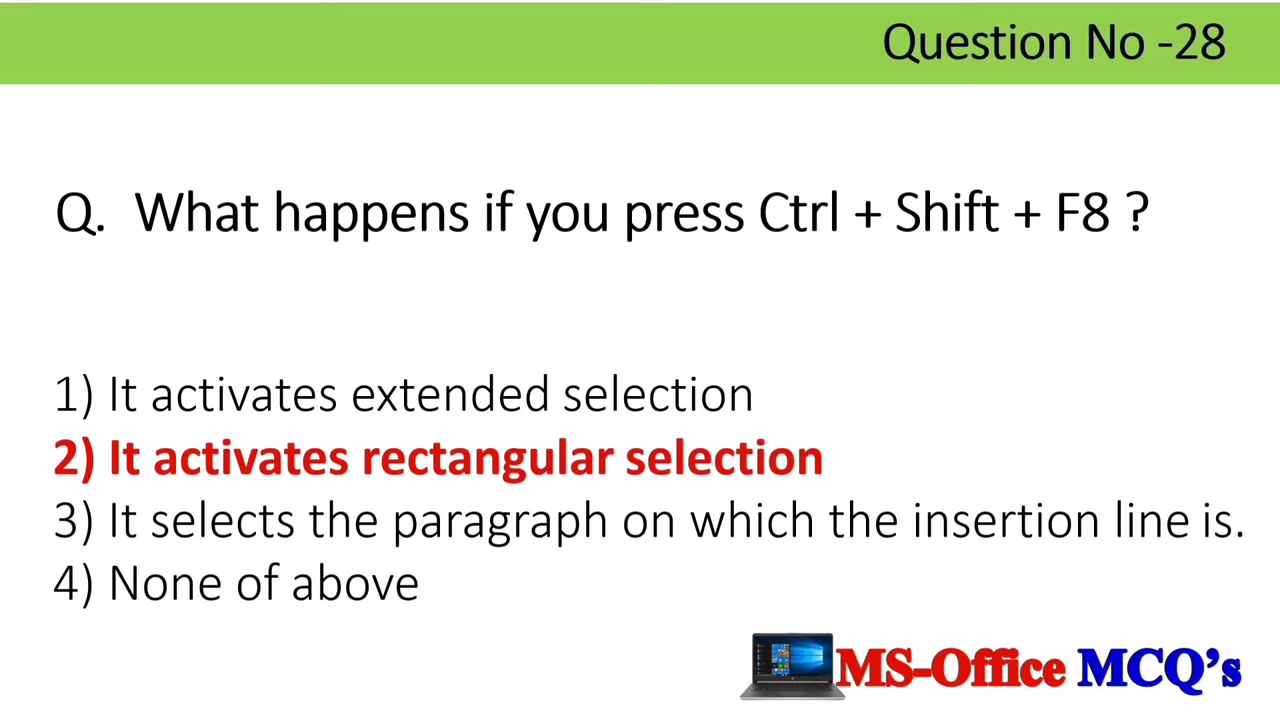 Question No -28
Q. What happens if you press Ctrl + Shift + F8 ?
1) It activates extended selection
2) It activates rectangular selection
3) It selects the paragraph on which the insertion line is.
4) None of above
MS-Office MCQ’s